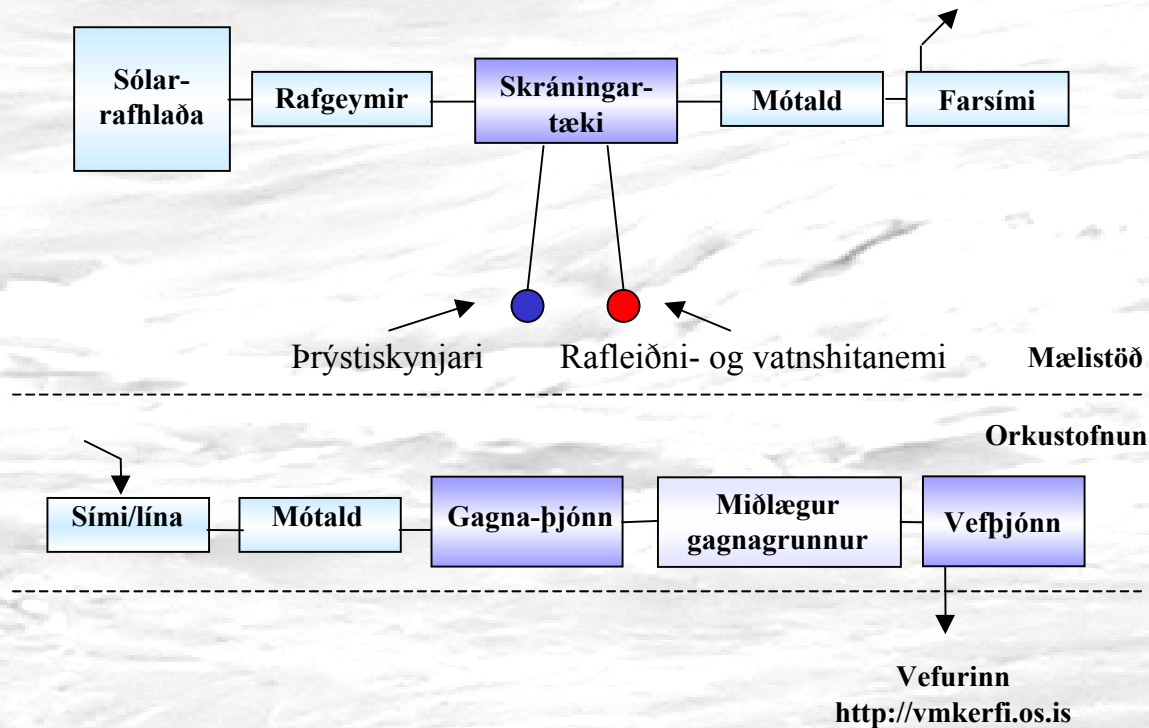 Sólar-
rafhlaða
Rafgeymir
Skráningar-
tæki
Mótald
Farsími
Þrýstiskynjari
Rafleiðni- og vatnshitanemi
Mælistöð
Orkustofnun
Sími/lína
Mótald
Gagna-þjónn
Miðlægur
gagnagrunnur
Vefþjónn
Vefurinn
http://vmkerfi.os.is